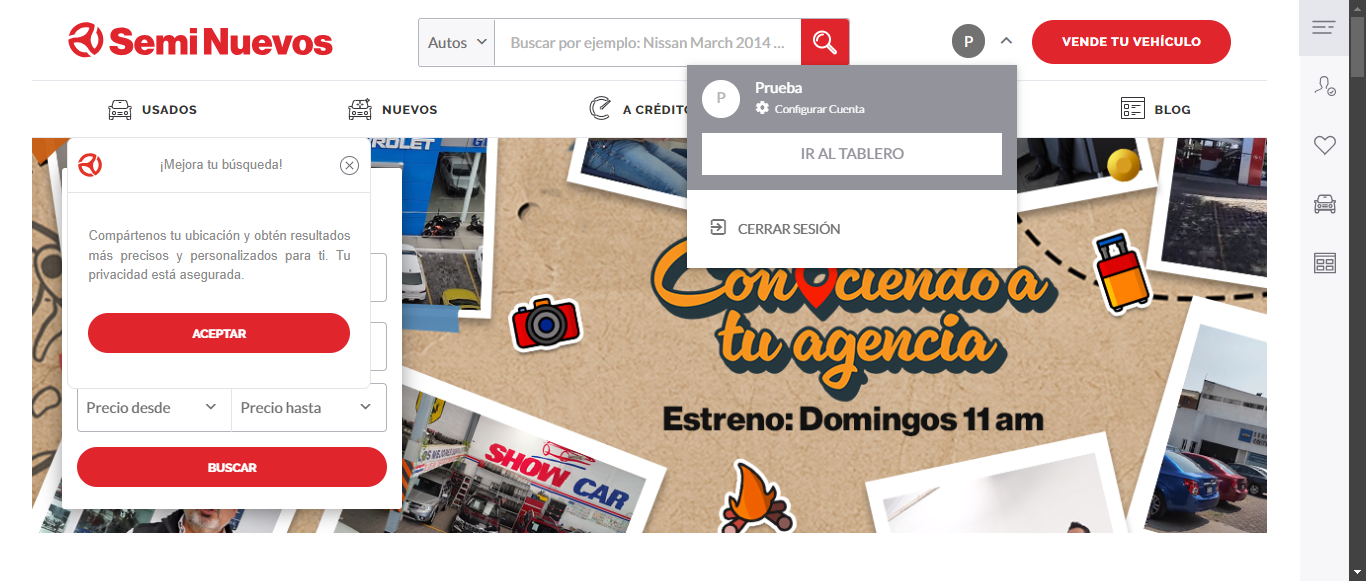 Semi Nuevos
Autos
Buscar por ejemplo: Nissan March 2014 ...
P
VENDE TU VEHÍCULO
P
Prueba
Configurar Cuenta
IR AL TABLERO
CERRAR SESIÓN
USADOS
NUEVOS
A CRÉDITO
BLOG
¡Mejora tu búsqueda!
Compártenos tu ubicación y obtén resultados
más precisos y personalizados para ti. Tu
privacidad está asegurada.
ACEPTAR
Precio desde
Precio hasta
BUSCAR
Conociendo a
tu agencia
Estreno: Domingos 11 am
SHOW CAR